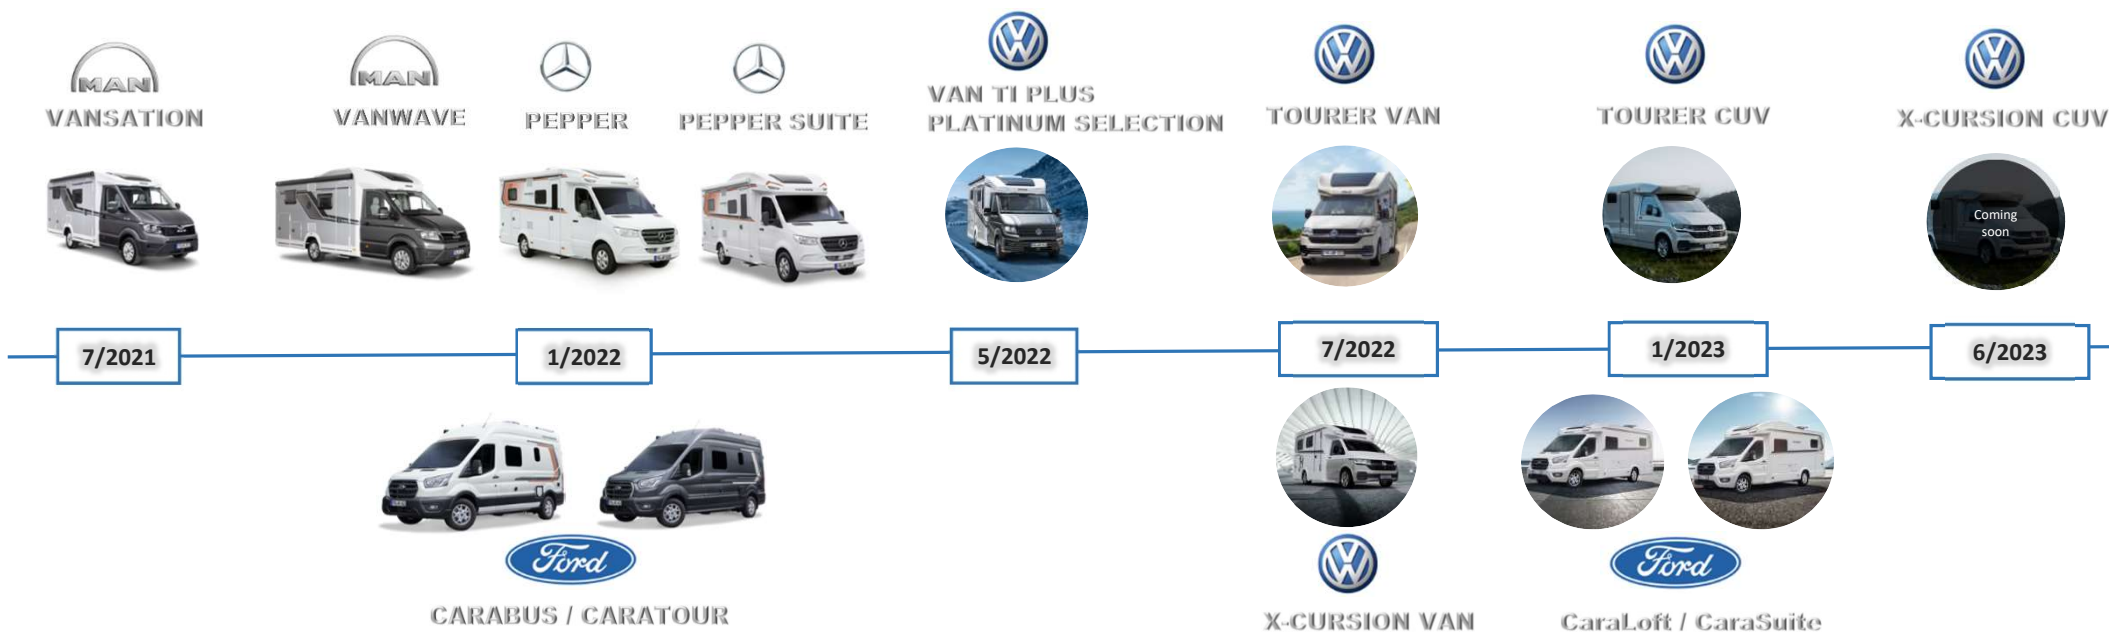 MAN
VANSATION
MAN
VANWAVE
PEPPER
PEPPER SUITE
VAN TI PLUS
PLATINUM SELECTION
TOURER VAN
TOURER CUV
X-CURSION CUV
Coming
soon
7/2021
1/2022
5/2022
7/2022
1/2023
6/2023
Ford
CARABUS / CARATOUR
X-CURSION VAN
Ford
CaraLoft / CaraSuite